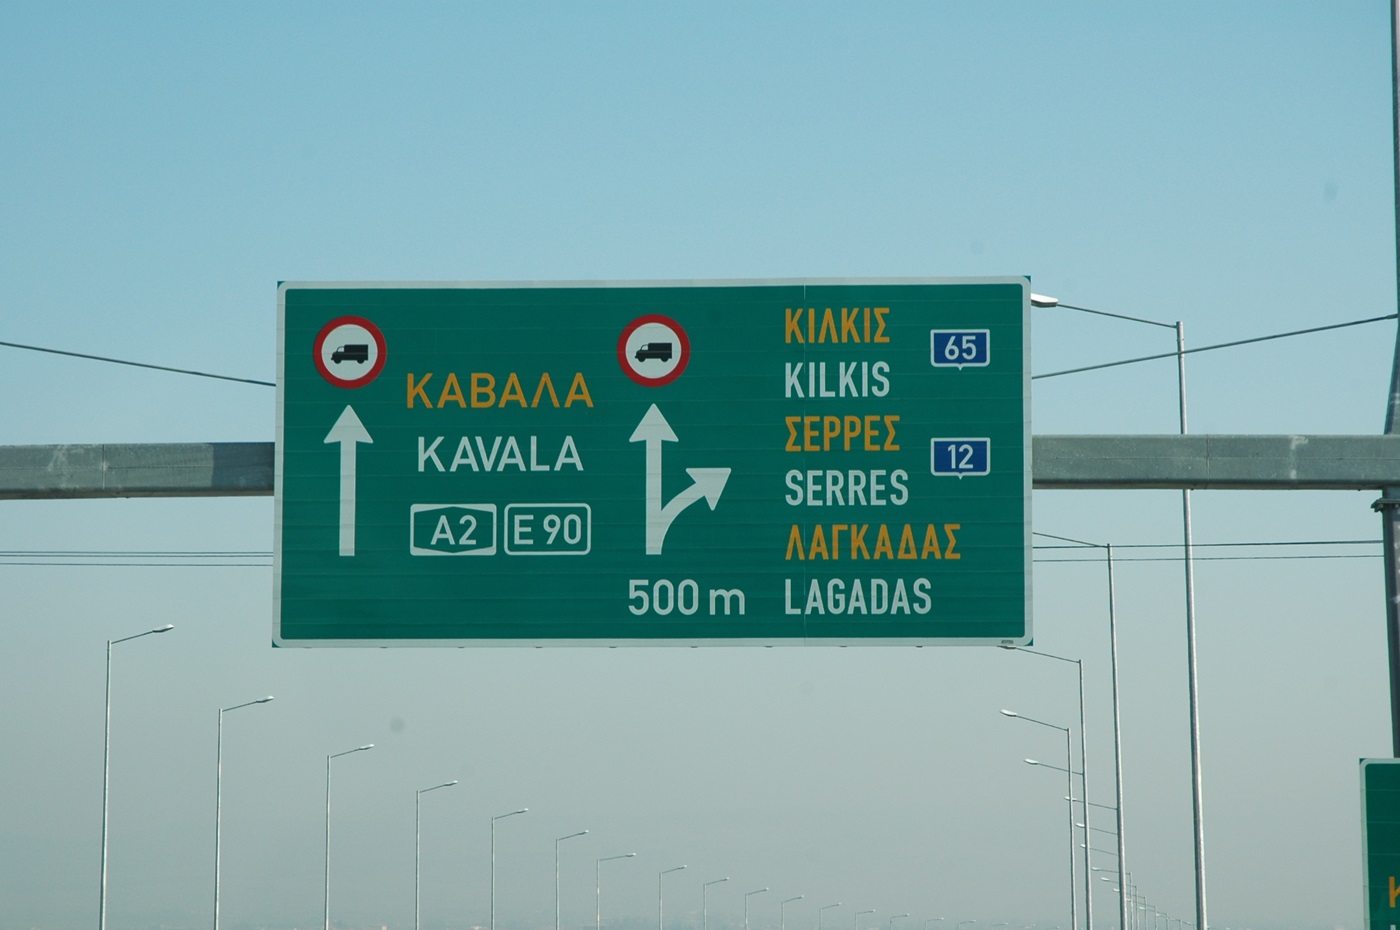 ΚΑΒΑΛΑ
KAVALA
A2 E 90
500 m
ΚΙΛΚΙΣ
KILKIS
65
ΣΕΡΡΕΣ
SERRES
12
ΛΑΓΚΑΔΑΣ
LAGADAS